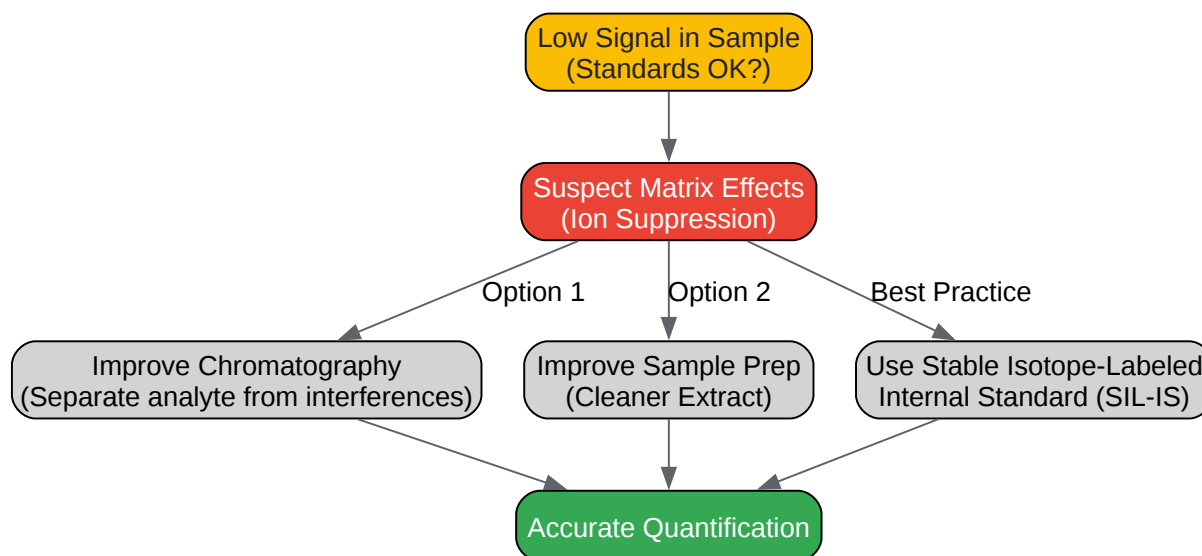 Low Signal in Sample
(Standards OK?)
Suspect Matrix Effects
(Ion Suppression)
Option 1
Option 2
Best Practice
Improve Chromatography
(Separate analyte from interferences)
Improve Sample Prep
(Cleaner Extract)
Use Stable Isotope-Labeled
Internal Standard (SIL-IS)
Accurate Quantification